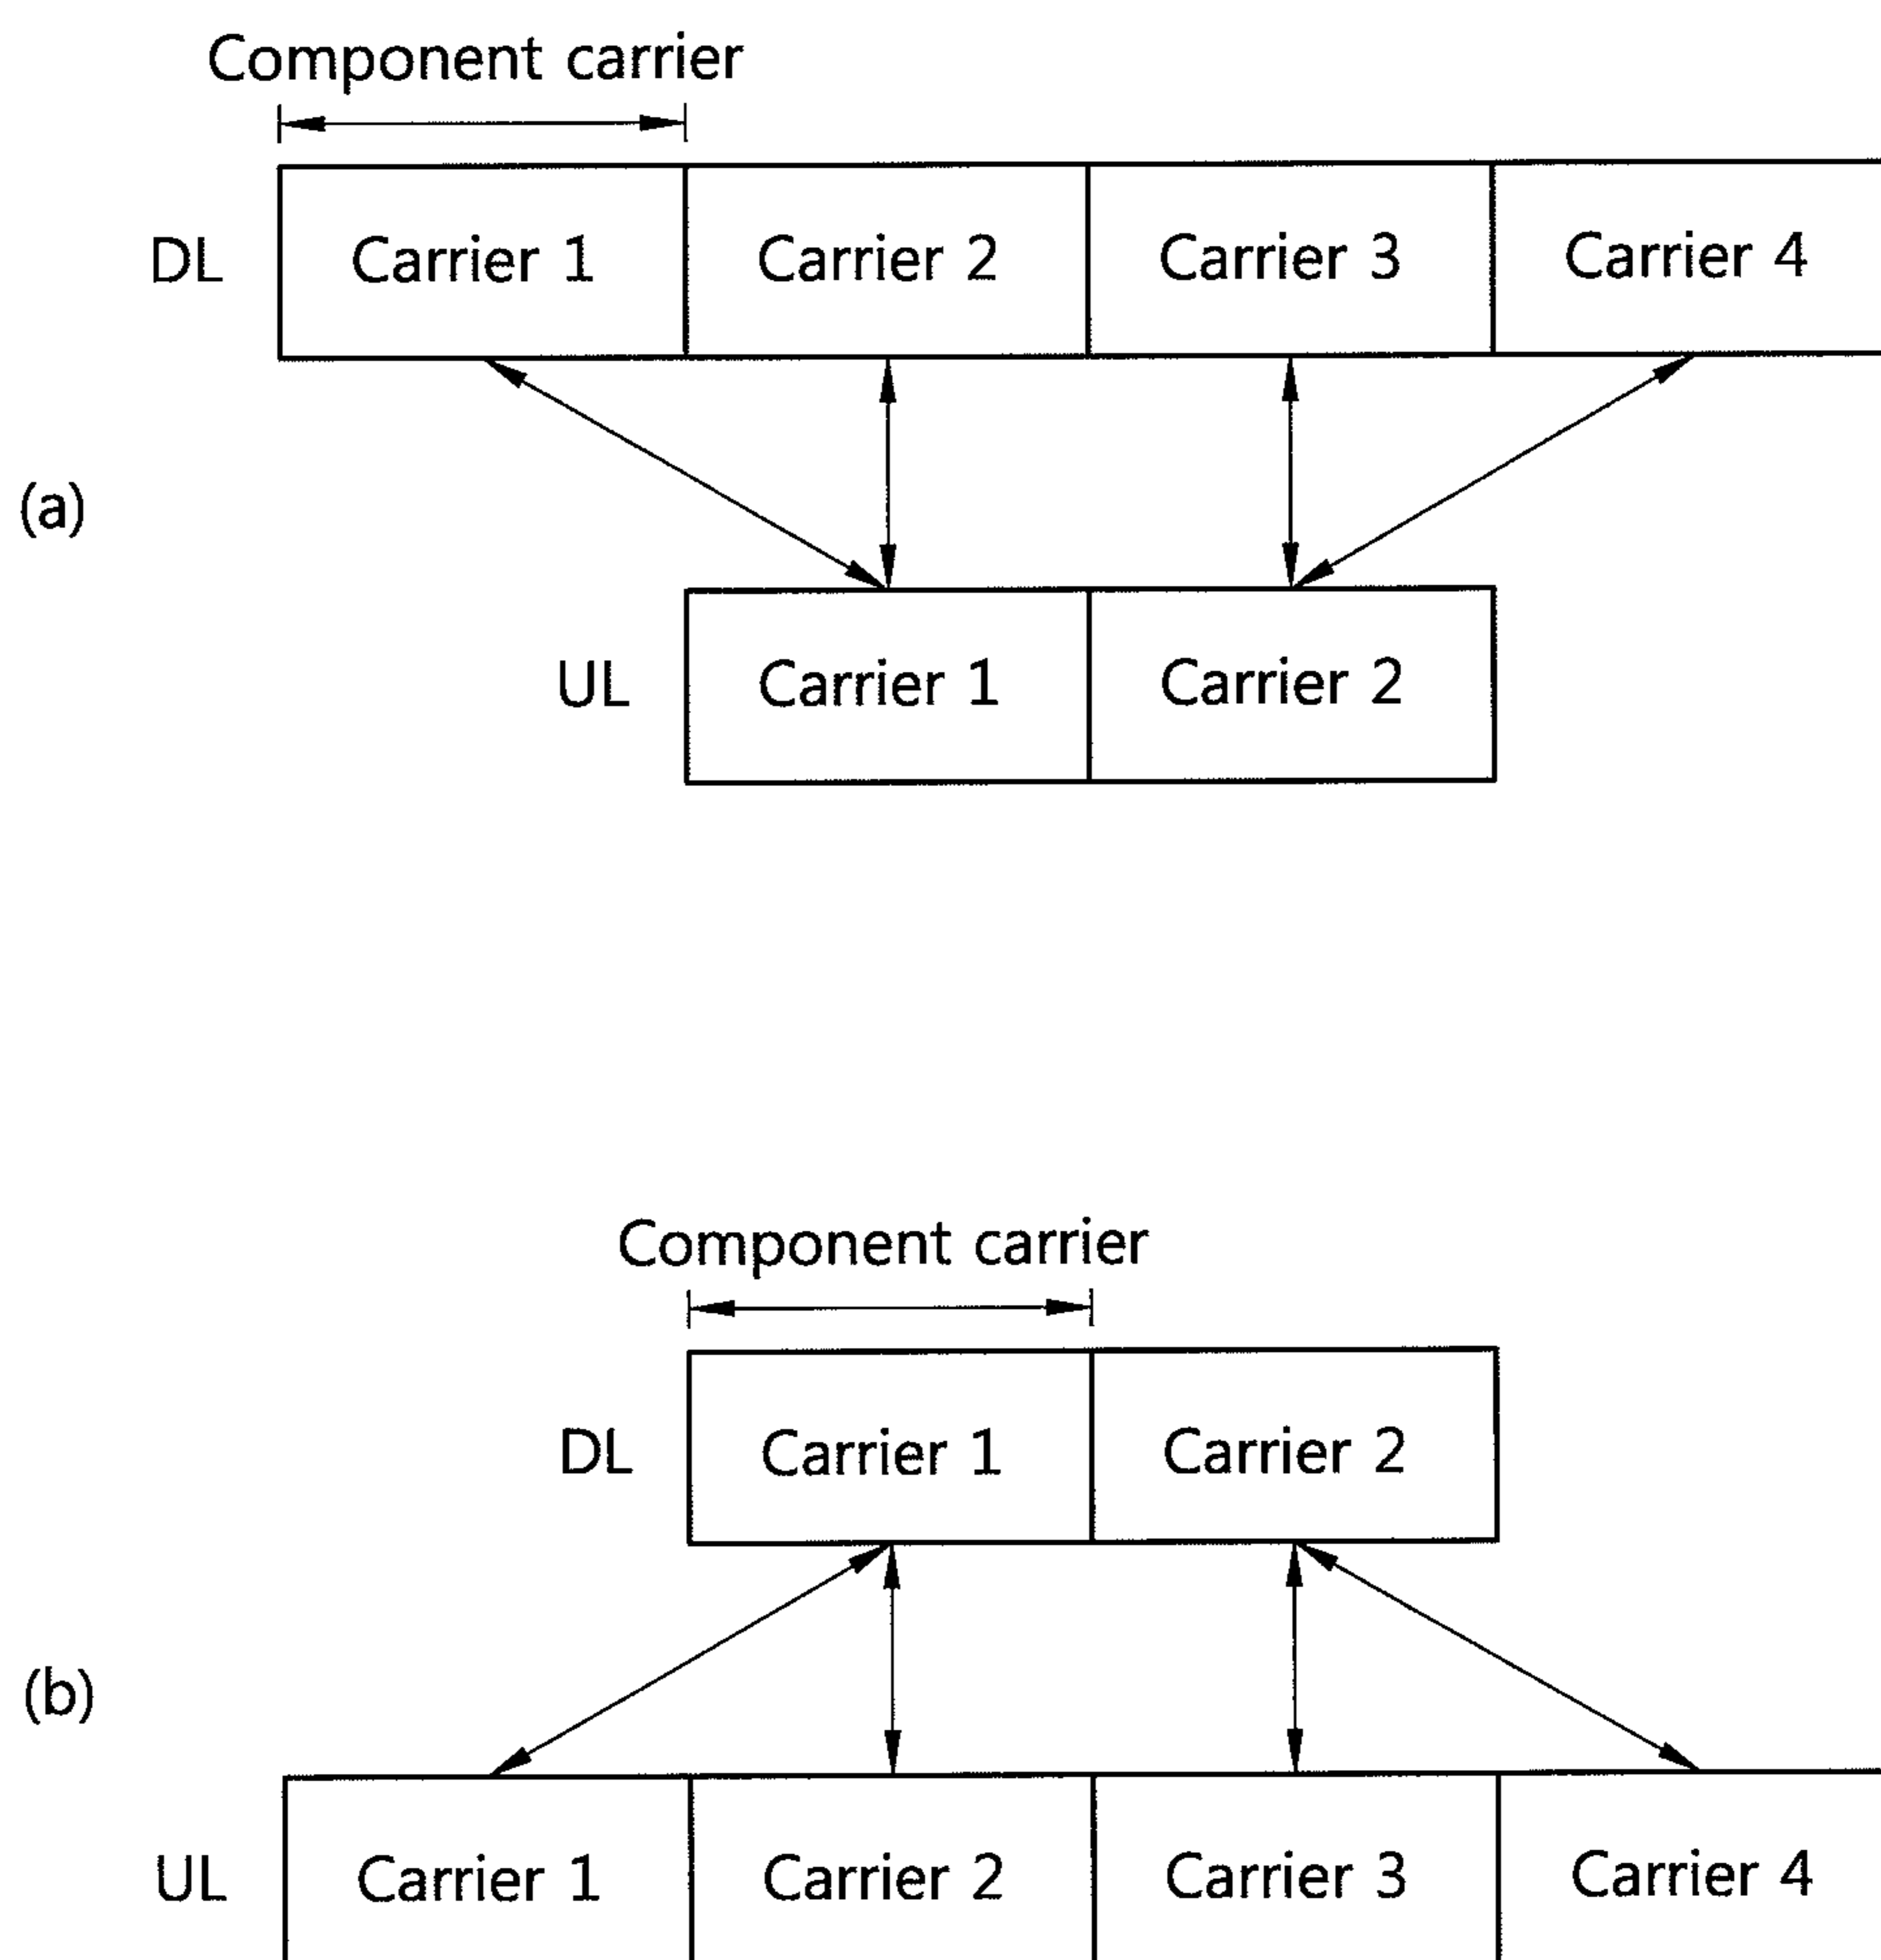 Component carrier
DL Carrier 1 Carrier 2 Carrier 3 Carrier 4
(a)
UL Carrier 1 Carrier 2
Component carrier
DL Carrier 1 Carrier 2
(b)
UL Carrier 1 Carrier 2 Carrier 3 Carrier 4